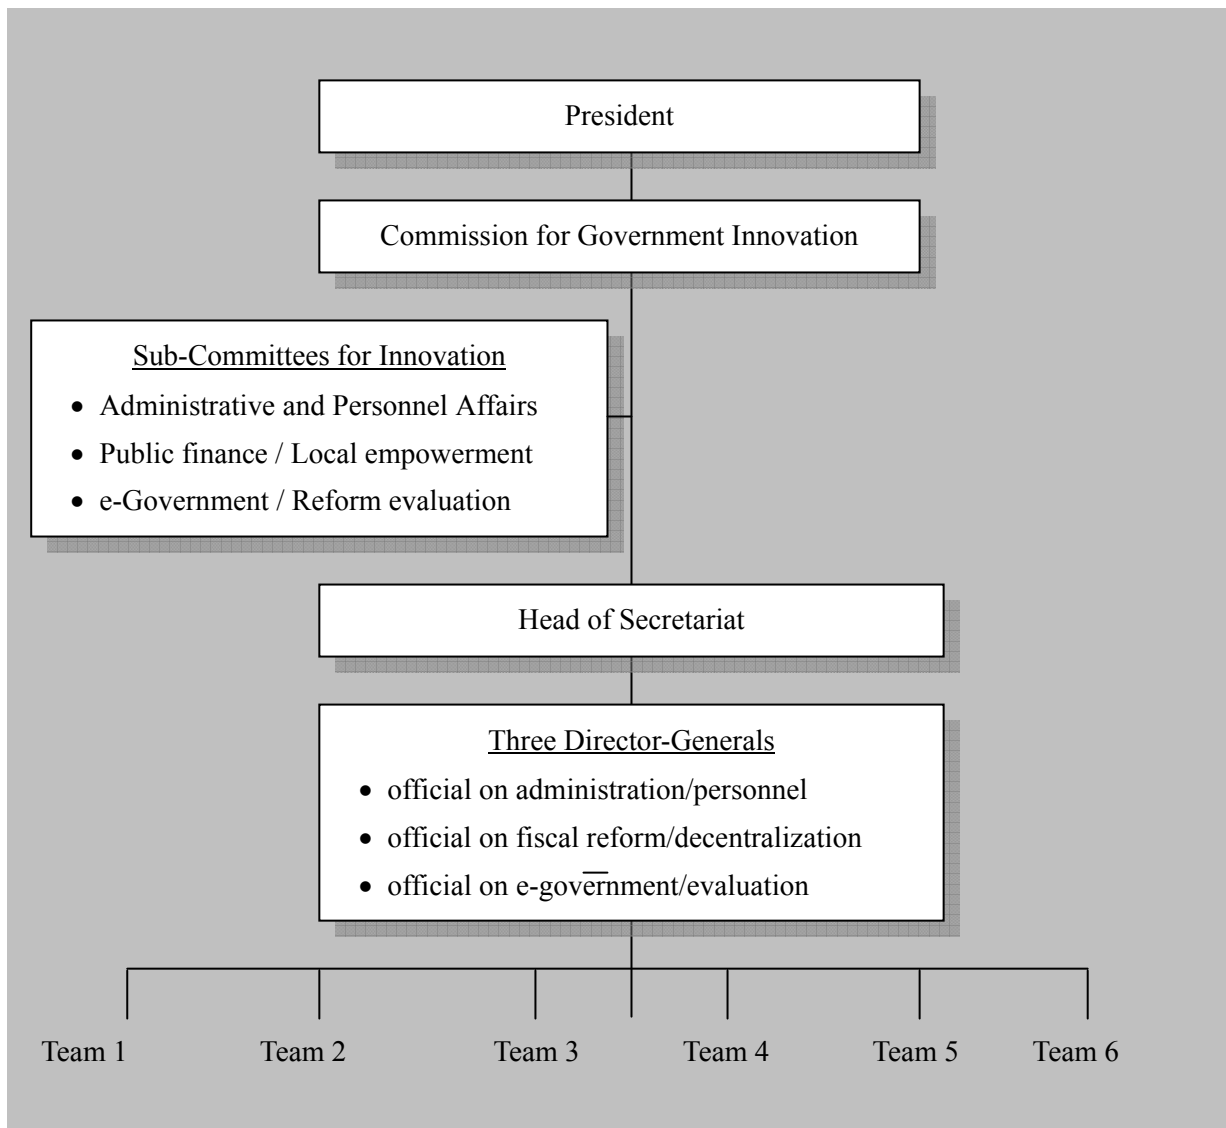 President
Commission for Government Innovation
Sub-Committees for Innovation
• Administrative and Personnel Affairs
• Public finance / Local empowerment
• e-Government / Reform evaluation
Head of Secretariat
Three Director-Generals
• official on administration/personnel
• official on fiscal reform/decentralization
• official on e-government/evaluation
Team 1 Team 2 Team 3 Team 4 Team 5 Team 6